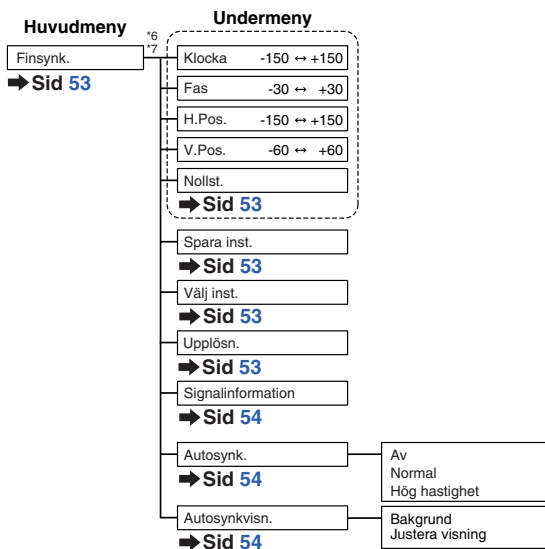 Huvudmeny
Undermeny
*6
*7
Finsynk.
➡ Sid 53
Klocka -150 ↔ +150
Fas -30 ↔ +30
H.Pos. -150 ↔ +150
V.Pos. -60 ↔ +60
Nollst.
➡ Sid 53
Spara inst.
➡ Sid 53
Välj inst.
➡ Sid 53
Upplösn.
➡ Sid 53
Signalinformation
➡ Sid 54
Autosynk.
➡ Sid 54
Av
Normal
Hög hastighet
Autosynkvisn.
➡ Sid 54
Bakgrund
Justera visning